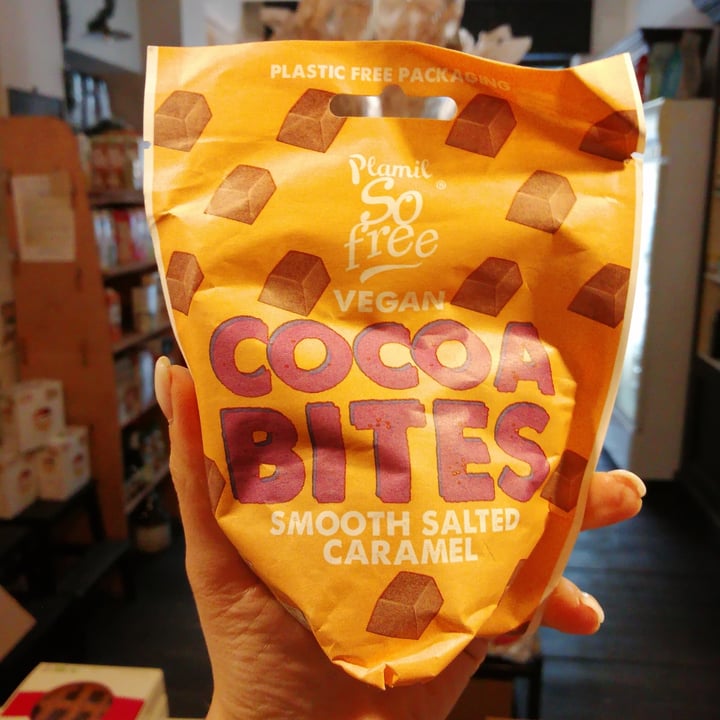 PLASTIC FREE PACKAGING
Plamil
So
free ®
VEGAN
COCOA
BITES
SMOOTH SALTED
CARAMEL